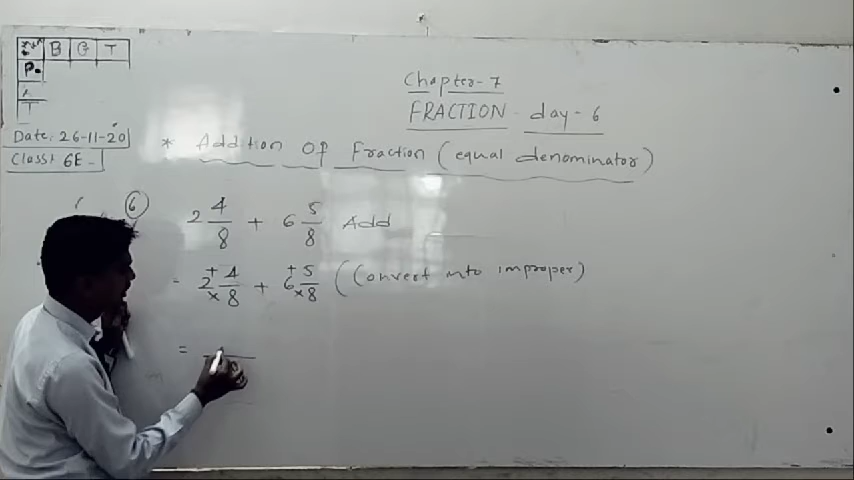 B G T
P.
A
T
Chapter-7
FRACTION - day-6
Date: 26-11-20
Class: 6E-
* Addition Of Fraction (equal denominator)
6 2 4/8 + 6 5/8 Add
= 2 + 4 × 8 + 6 + 5 × 8 (Convert into improper)
=